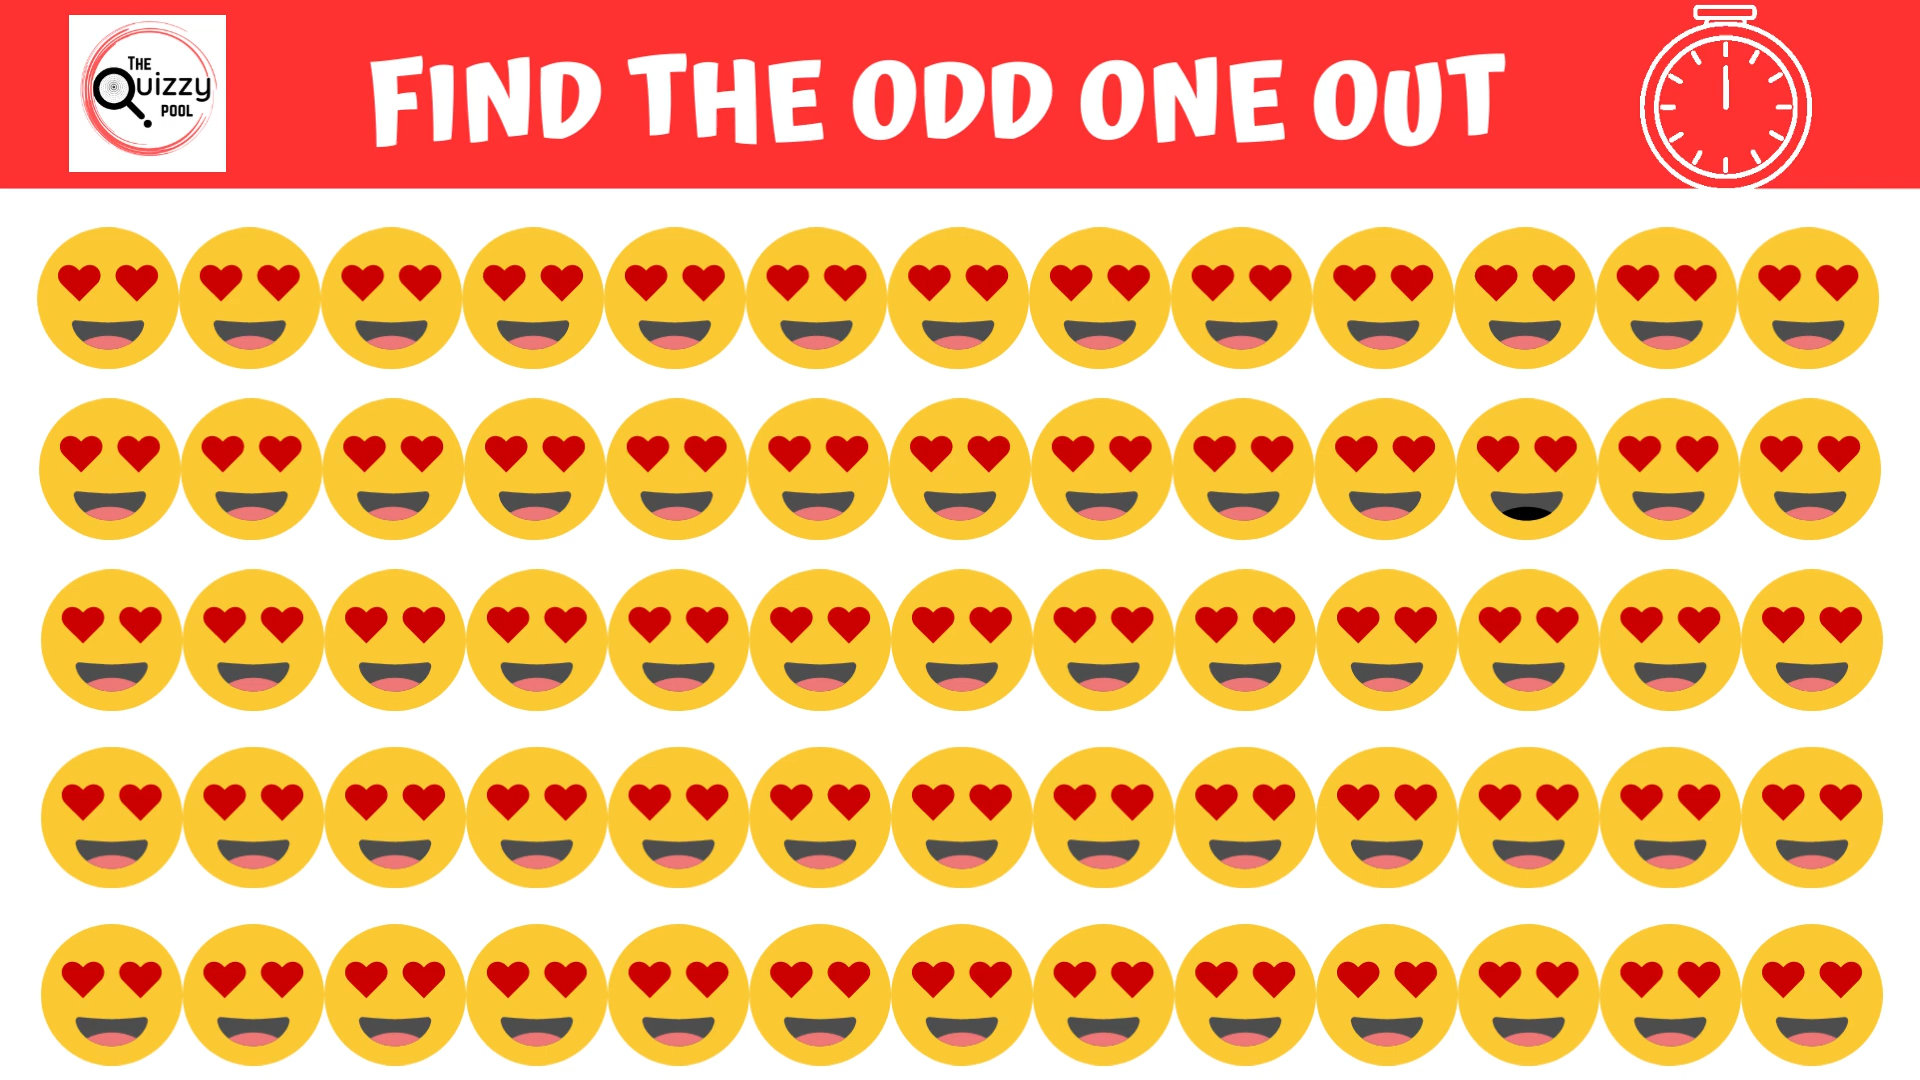 THE
Quizzy
POOL
FIND THE ODD ONE OUT